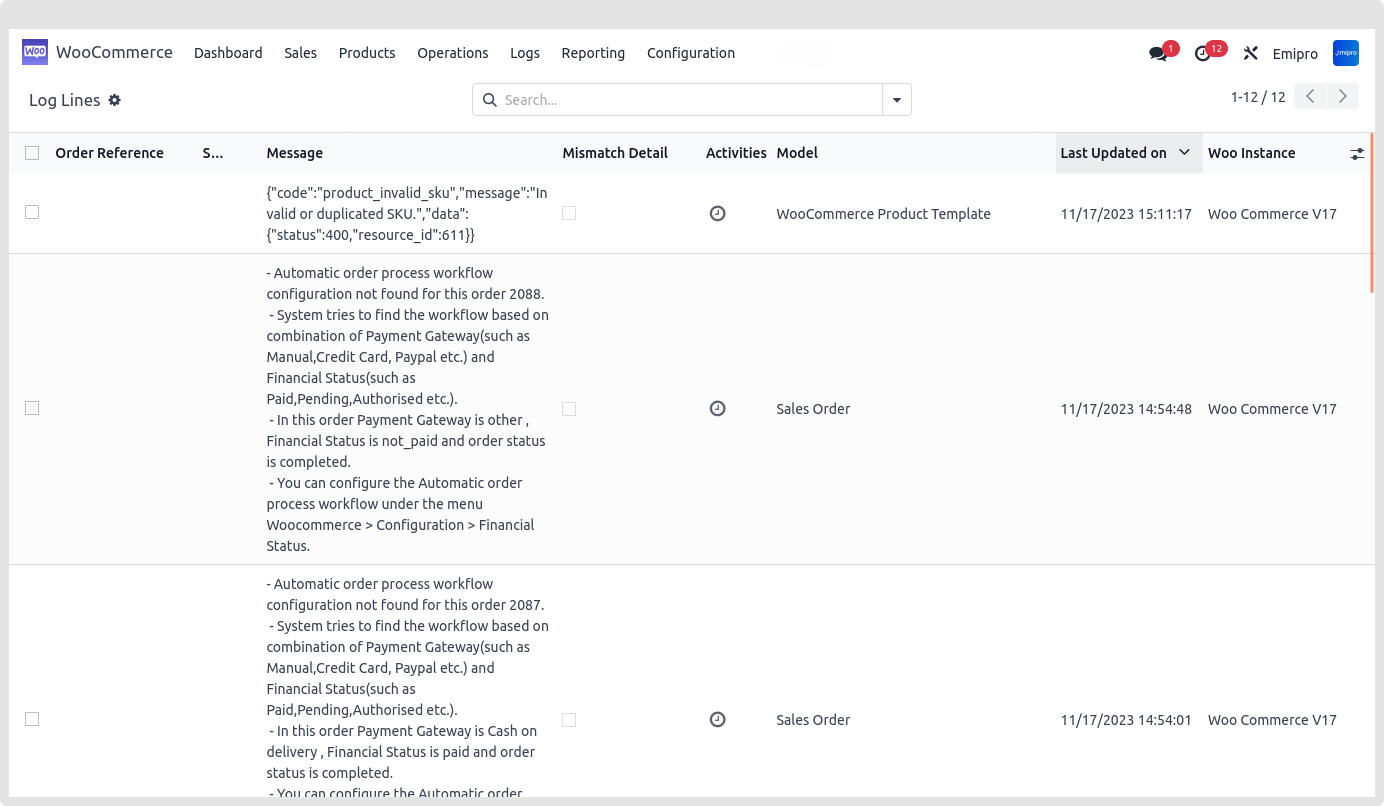 WOO WooCommerce Dashboard Sales Products Operations Logs Reporting Configuration 1 12 Emipro Emipro
Log Lines Search... 1-12 / 12
Order Reference S... Message Mismatch Detail Activities Model Last Updated on Woo Instance
{"code":"product_invalid_sku","message":"In
valid or duplicated SKU.","data":
{"status":400,"resource_id":611}}
WooCommerce Product Template 11/17/2023 15:11:17 Woo Commerce V17
- Automatic order process workflow
configuration not found for this order 2088.
- System tries to find the workflow based on
combination of Payment Gateway(such as
Manual,Credit Card, Paypal etc.) and
Financial Status(such as
Paid,Pending,Authorised etc.).
- In this order Payment Gateway is other ,
Financial Status is not_paid and order status
is completed.
- You can configure the Automatic order
process workflow under the menu
Woocommerce > Configuration > Financial
Status.
Sales Order 11/17/2023 14:54:48 Woo Commerce V17
- Automatic order process workflow
configuration not found for this order 2087.
- System tries to find the workflow based on
combination of Payment Gateway(such as
Manual,Credit Card, Paypal etc.) and
Financial Status(such as
Paid,Pending,Authorised etc.).
- In this order Payment Gateway is Cash on
delivery , Financial Status is paid and order
status is completed.
- You can configure the Automatic order
Sales Order 11/17/2023 14:54:01 Woo Commerce V17